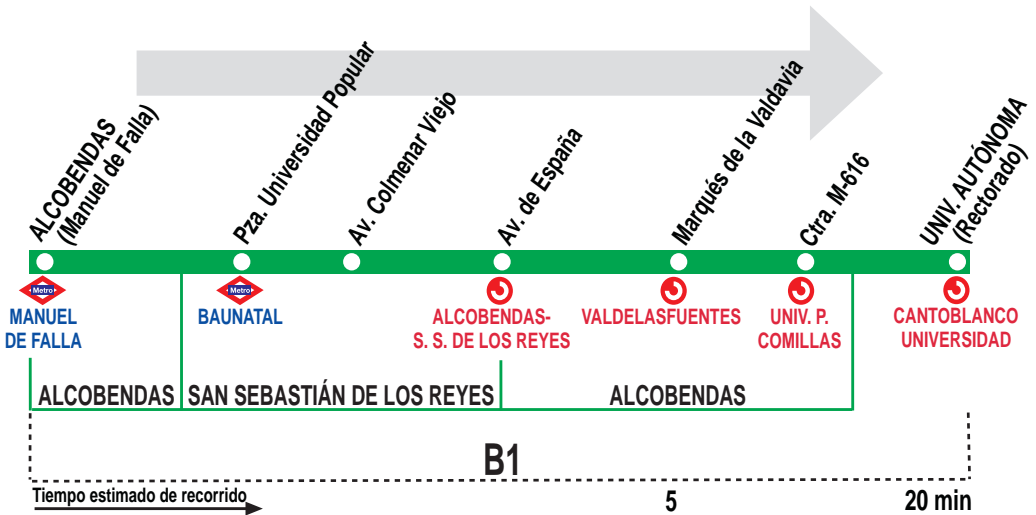 ALCOBENDAS
(Manuel de Falla)
Pza. Universidad Popular
Av. Colmenar Viejo
Av. de España
Marqués de la Valdavia
Ctra. M-616
UNIV. AUTÓNOMA
(Rectorado)
Metro
MANUEL
DE FALLA
Metro
BAUNATAL
ALCOBENDAS-
S. S. DE LOS REYES
VALDELASFUENTES
UNIV. P.
COMILLAS
CANTOBLANCO
UNIVERSIDAD
ALCOBENDAS
SAN SEBASTIÁN DE LOS REYES
ALCOBENDAS
B1
Tiempo estimado de recorrido
5
20 min